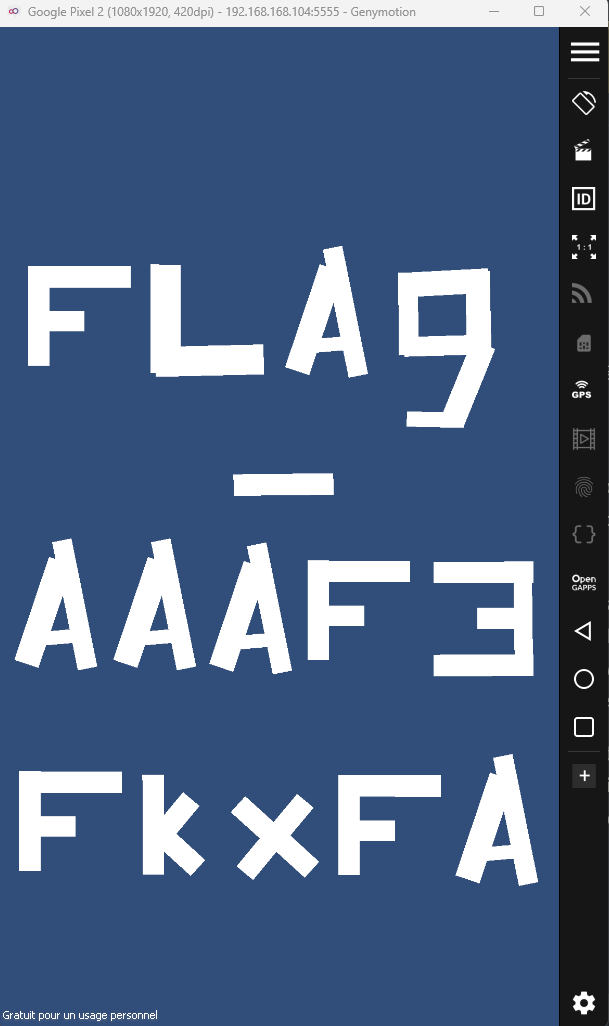 Google Pixel 2 (1080x1920, 420dpi) - 192.168.168.104:5555 - Genymotion
ID
1 : 1
GPS
Open
GAPPS
FLAg
_
AAAF3
FkxFA
Gratuit pour un usage personnel